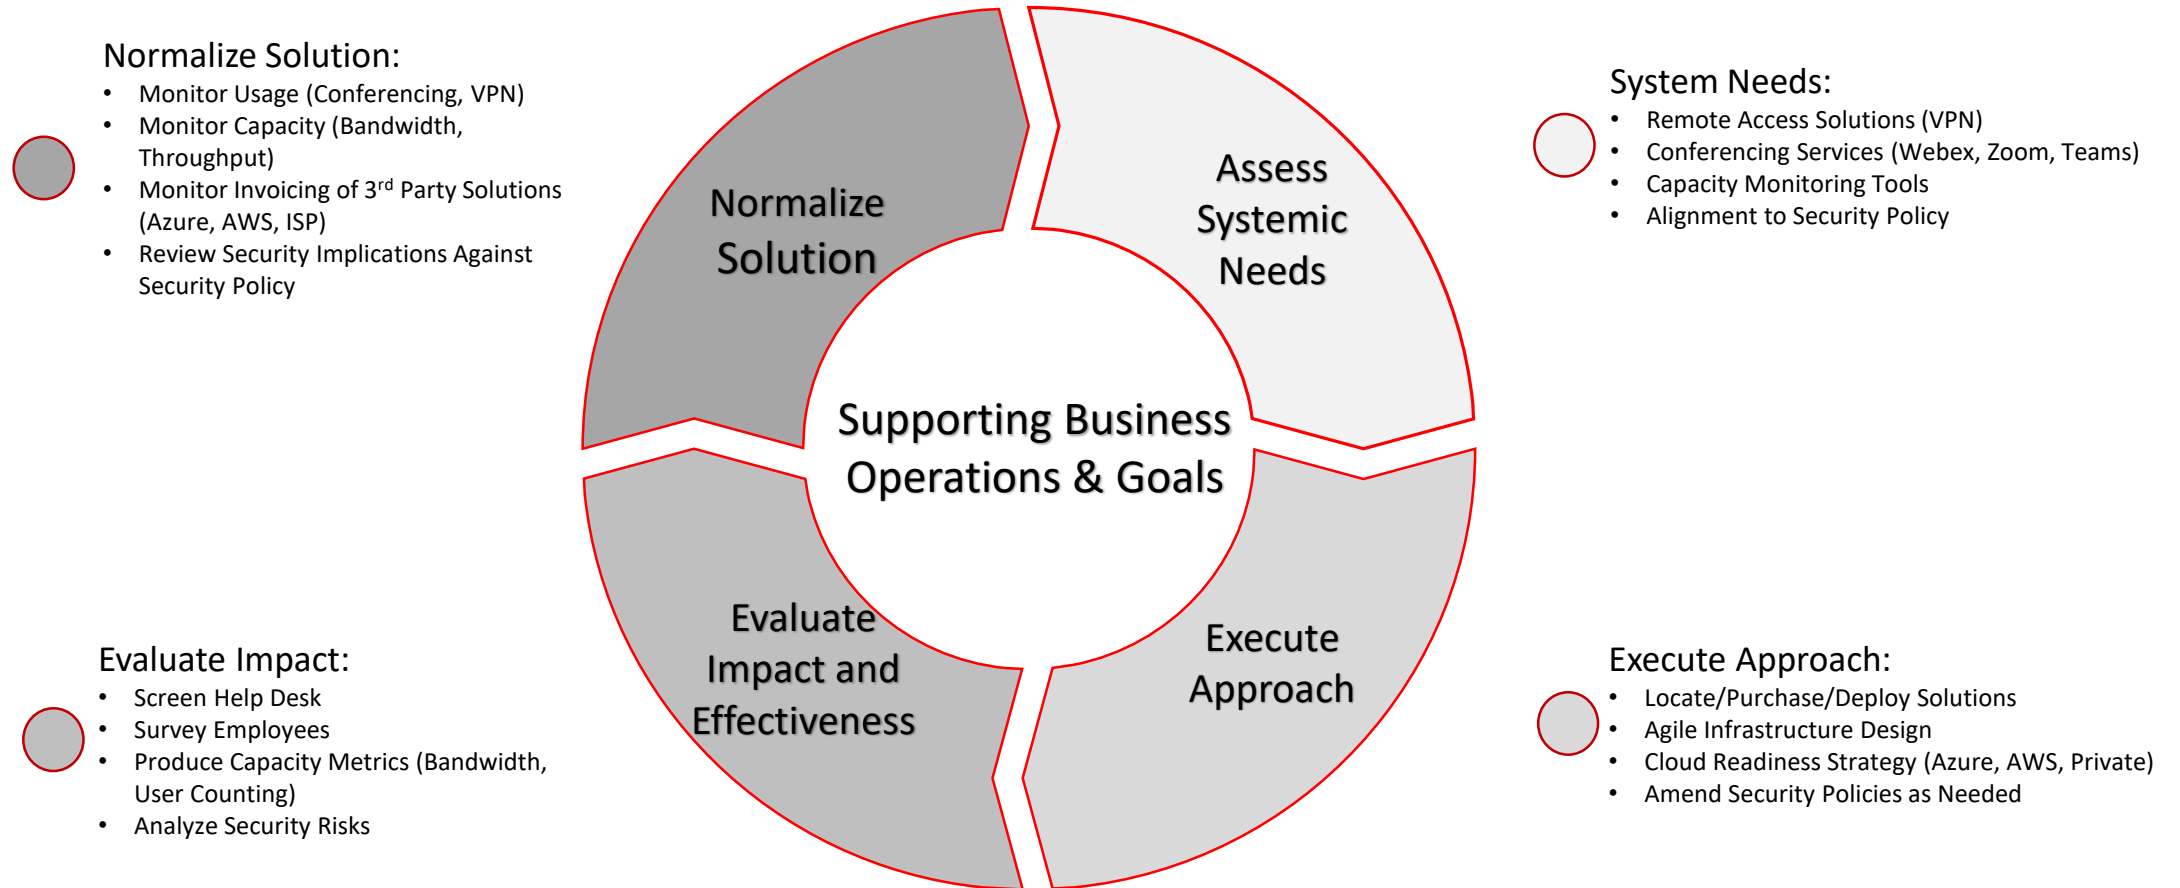 Normalize Solution:
• Monitor Usage (Conferencing, VPN)
• Monitor Capacity (Bandwidth,
Throughput)
• Monitor Invoicing of 3rd Party Solutions
(Azure, AWS, ISP)
• Review Security Implications Against
Security Policy
Normalize
Solution
Assess
Systemic
Needs
System Needs:
• Remote Access Solutions (VPN)
• Conferencing Services (Webex, Zoom, Teams)
• Capacity Monitoring Tools
• Alignment to Security Policy
Supporting Business
Operations & Goals
Evaluate Impact:
• Screen Help Desk
• Survey Employees
• Produce Capacity Metrics (Bandwidth,
User Counting)
• Analyze Security Risks
Evaluate
Impact and
Effectiveness
Execute
Approach
Execute Approach:
• Locate/Purchase/Deploy Solutions
• Agile Infrastructure Design
• Cloud Readiness Strategy (Azure, AWS, Private)
• Amend Security Policies as Needed